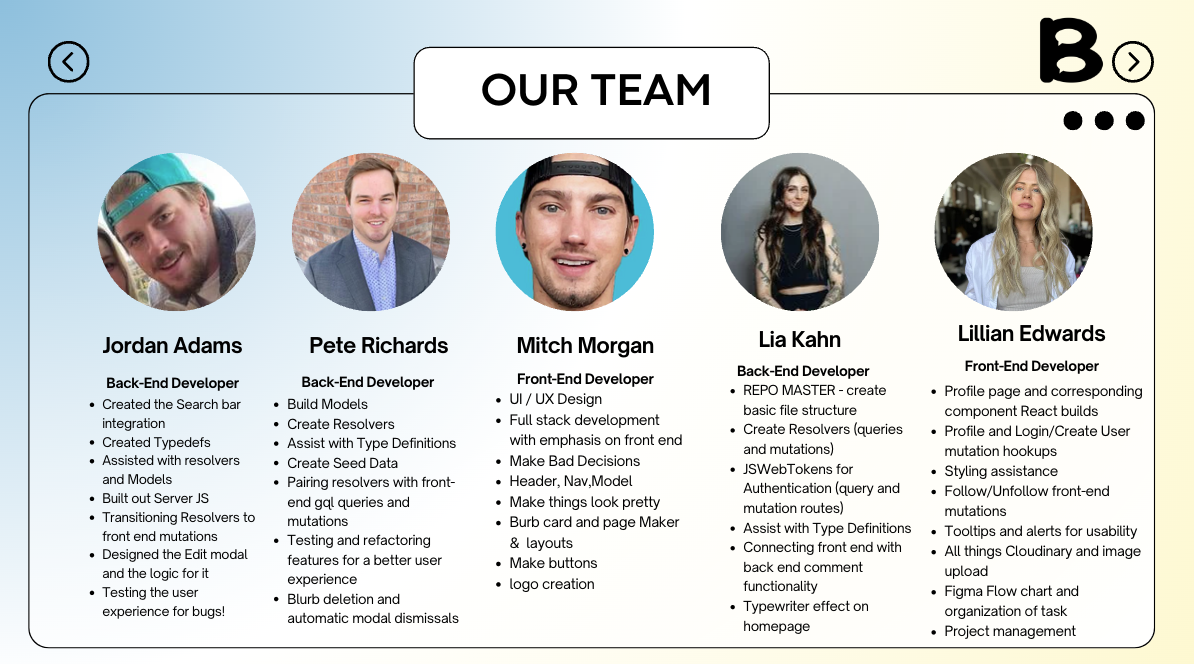 B
OUR TEAM
Jordan Adams
Back-End Developer
• Created the Search bar
integration
• Created Typedefs
• Assisted with resolvers
and Models
• Built out Server JS
• Transitioning Resolvers to
front end mutations
• Designed the Edit modal
and the logic for it
• Testing the user
experience for bugs!
Pete Richards
Back-End Developer
• Build Models
• Create Resolvers
• Assist with Type Definitions
• Create Seed Data
• Pairing resolvers with front-
end gql queries and
mutations
• Testing and refactoring
features for a better user
experience
• Blurb deletion and
automatic modal dismissals
Mitch Morgan
Front-End Developer
• UI / UX Design
• Full stack development
with emphasis on front end
• Make Bad Decisions
• Header, Nav,Model
• Make things look pretty
• Burb card and page Maker
& layouts
• Make buttons
• logo creation
Lia Kahn
Back-End Developer
• REPO MASTER - create
basic file structure
• Create Resolvers (queries
and mutations)
• JSWebTokens for
Authentication (query and
mutation routes)
• Assist with Type Definitions
• Connecting front end with
back end comment
functionality
• Typewriter effect on
homepage
Lillian Edwards
Front-End Developer
• Profile page and corresponding
component React builds
• Profile and Login/Create User
mutation hookups
• Styling assistance
• Follow/Unfollow front-end
mutations
• Tooltips and alerts for usability
• All things Cloudinary and image
upload
• Figma Flow chart and
organization of task
• Project management